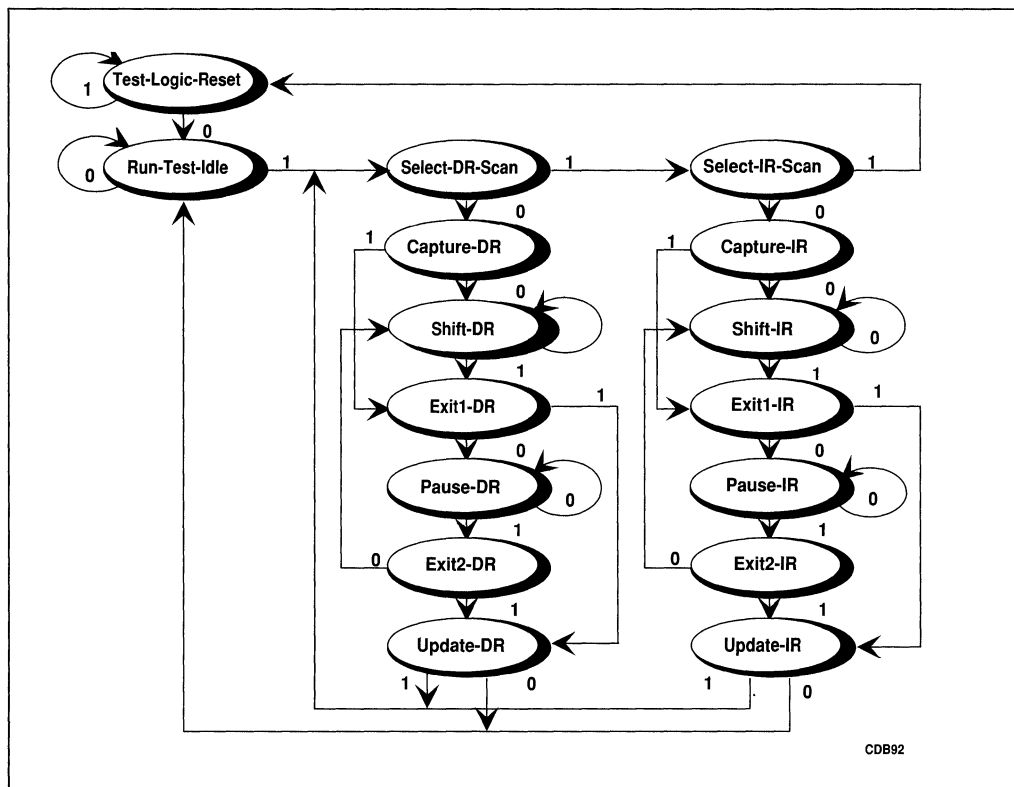 Test-Logic-Reset
1
0
Run-Test-Idle
0
1
Select-DR-Scan
1
Select-IR-Scan
1
0
0
1
Capture-DR
1
Capture-IR
0
0
Shift-DR
Shift-IR
0
1
1
Exit1-DR
1
Exit1-IR
1
0
0
Pause-DR
0
Pause-IR
0
1
1
0
Exit2-DR
0
Exit2-IR
1
1
Update-DR
Update-IR
1
0
1
0
CDB92